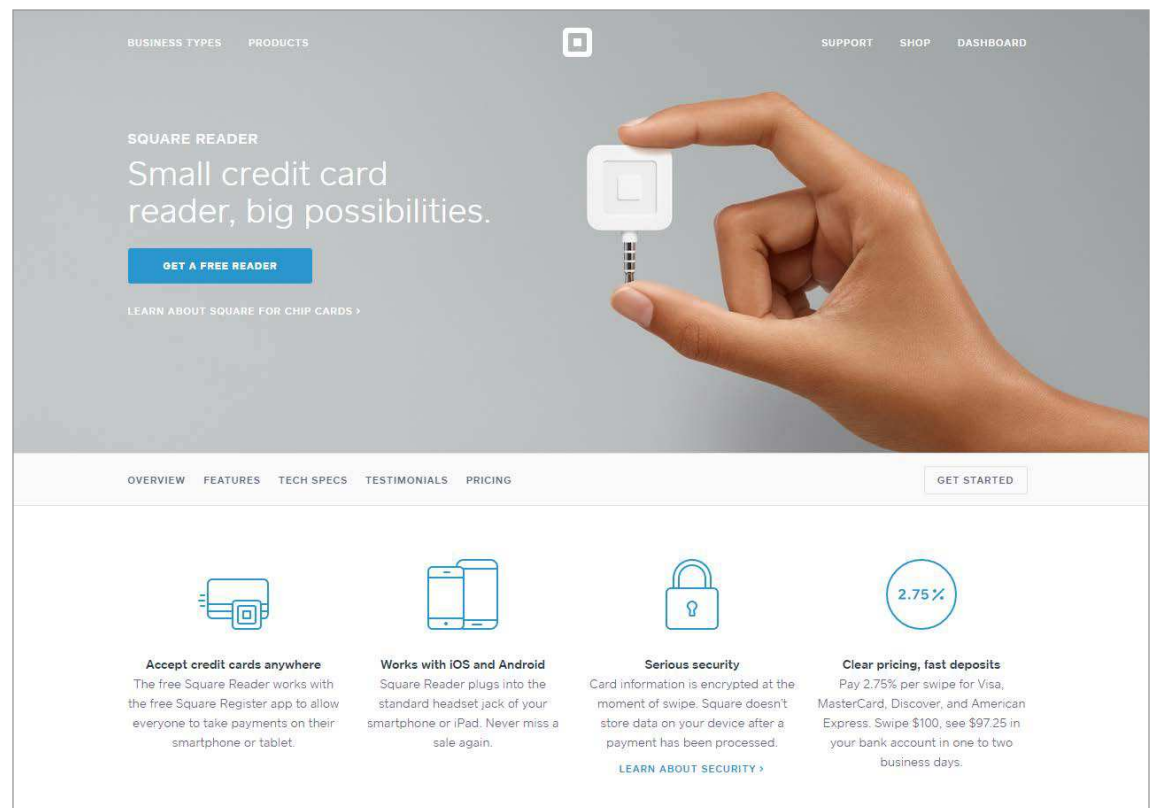 BUSINESS TYPES PRODUCTS SUPPORT SHOP DASHBOARD
SQUARE READER
Small credit card
reader, big possibilities.
GET A FREE READER
LEARN ABOUT SQUARE FOR CHIP CARDS >
OVERVIEW FEATURES TECH SPECS TESTIMONIALS PRICING GET STARTED
Accept credit cards anywhere
The free Square Reader works with
the free Square Register app to allow
everyone to take payments on their
smartphone or tablet.
Works with iOS and Android
Square Reader plugs into the
standard headset jack of your
smartphone or iPad. Never miss a
sale again.
Serious security
Card information is encrypted at the
moment of swipe. Square doesn't
store data on your device after a
payment has been processed.
LEARN ABOUT SECURITY >
2.75%
Clear pricing, fast deposits
Pay 2.75% per swipe for Visa,
MasterCard, Discover, and American
Express. Swipe $100, see $97.25 in
your bank account in one to two
business days.